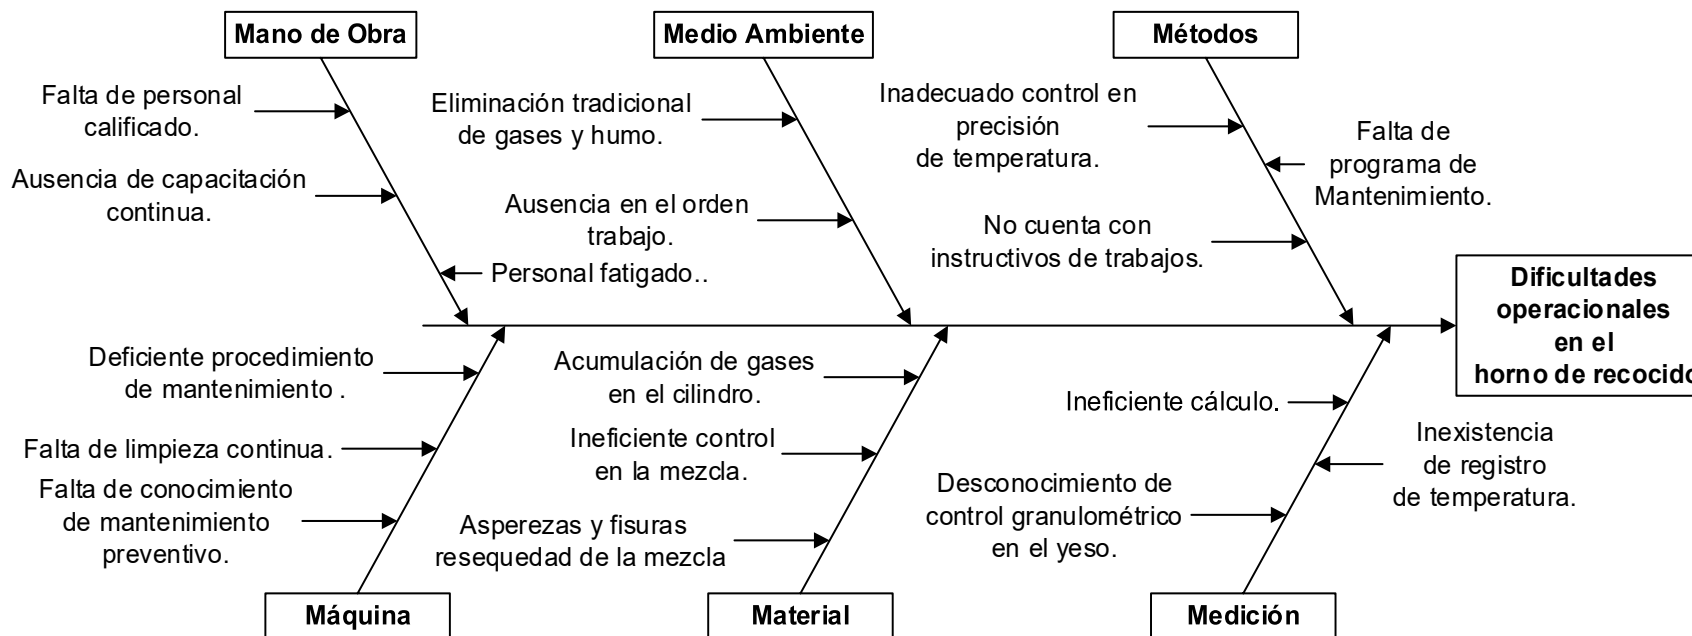 Mano de Obra
Medio Ambiente
Métodos
Falta de personal
calificado.
Ausencia de capacitación
continua.
Personal fatigado..
Eliminación tradicional
de gases y humo.
Ausencia en el orden
trabajo.
Inadecuado control en
precisión
de temperatura.
Falta de
programa de
Mantenimiento.
No cuenta con
instructivos de trabajos.
Dificultades
operacionales
en el
horno de recocido
Deficiente procedimiento
de mantenimiento .
Falta de limpieza continua.
Falta de conocimiento
de mantenimiento
preventivo.
Acumulación de gases
en el cilindro.
Ineficiente control
en la mezcla.
Asperezas y fisuras
resequedad de la mezcla
Ineficiente cálculo.
Inexistencia
de registro
de temperatura.
Desconocimiento de
control granulométrico
en el yeso.
Máquina
Material
Medición